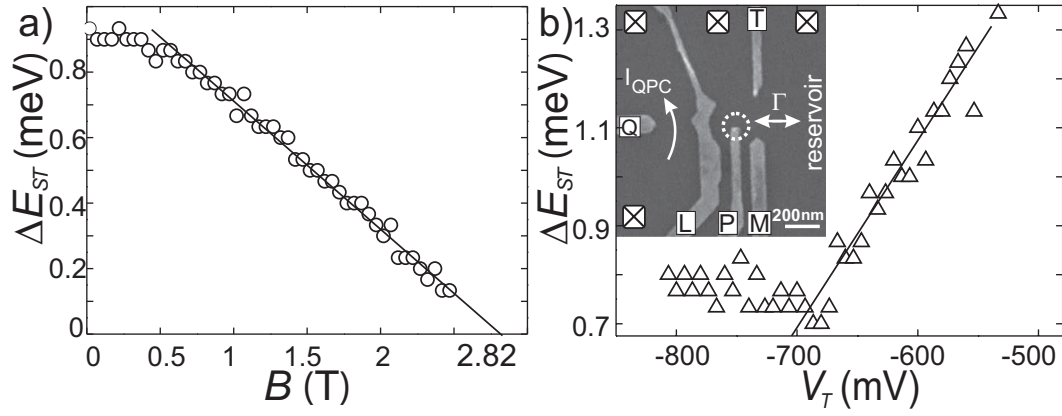 a)
ΔE_ST (meV)
0.8
0.6
0.4
0.2
0
0
0.5
1
1.5
2
2.82
B (T)
b)
ΔE_ST (meV)
1.3
1.1
0.9
0.7
-800
-700
-600
-500
V_T (mV)
T
I_QPC
Γ
Q
reservoir
L
P
M
200nm